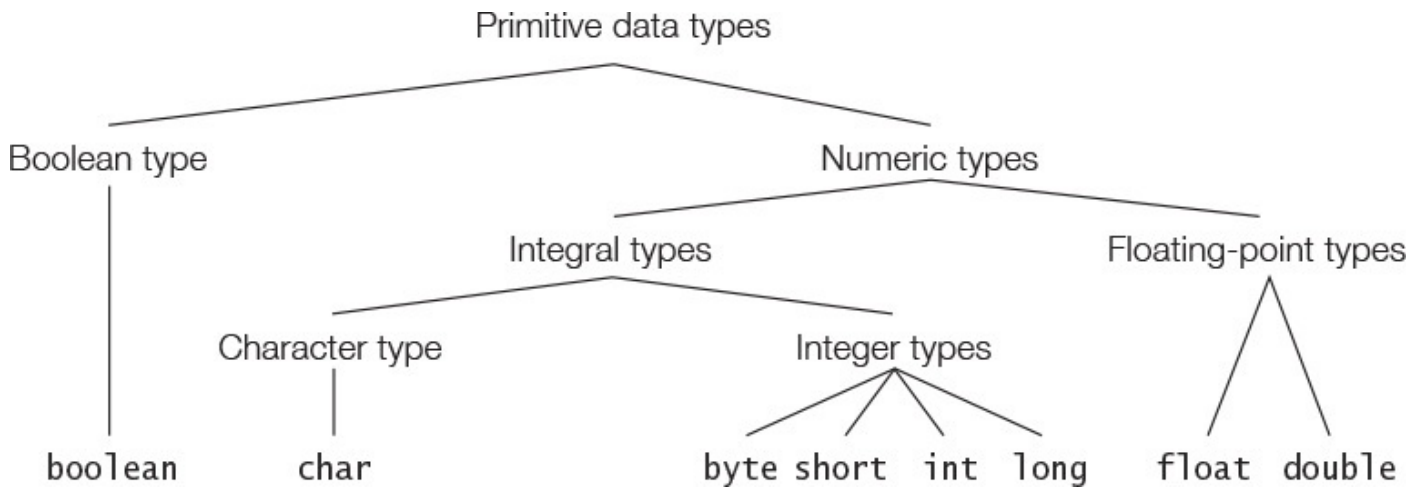 Primitive data types
Boolean type Numeric types
Integral types Floating-point types
Character type Integer types
boolean char byte short int long float double